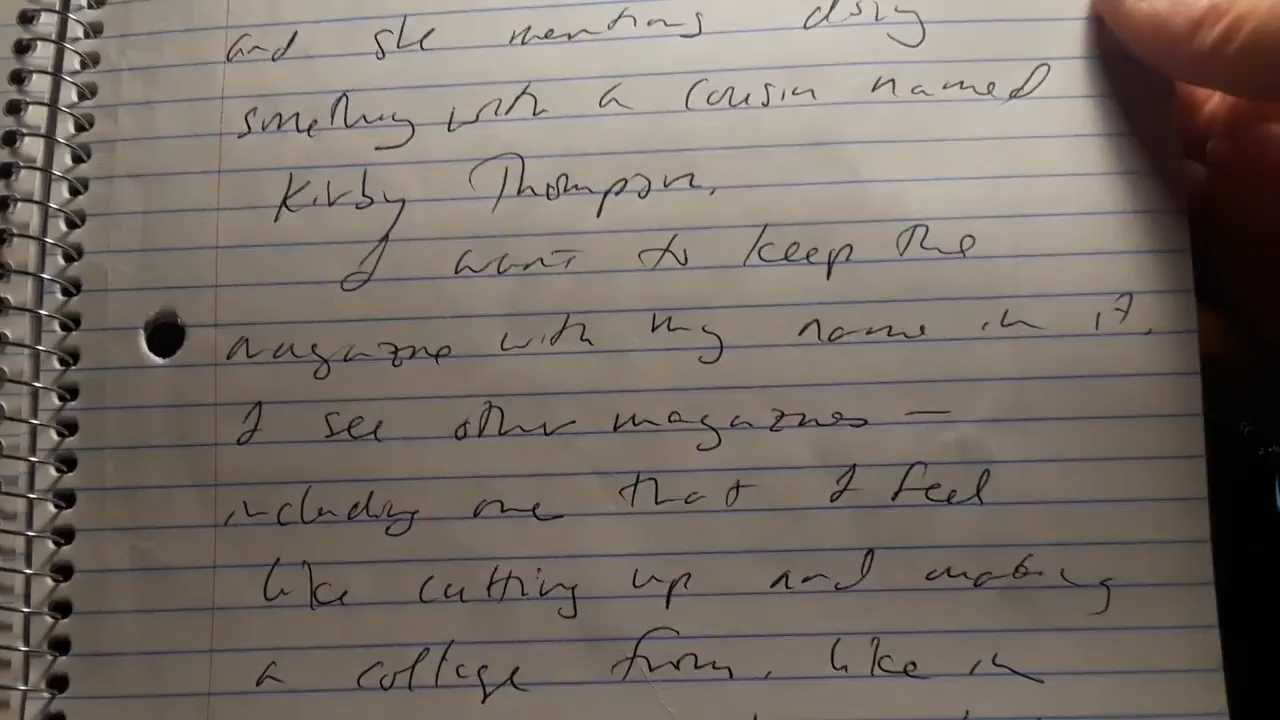 and she mentions doing
something with a cousin named
Kirby Thompson.
I want to keep the
magazine with my name in it.
I see other magazines —
including one that I feel
like cutting up and making
a collage from, like in